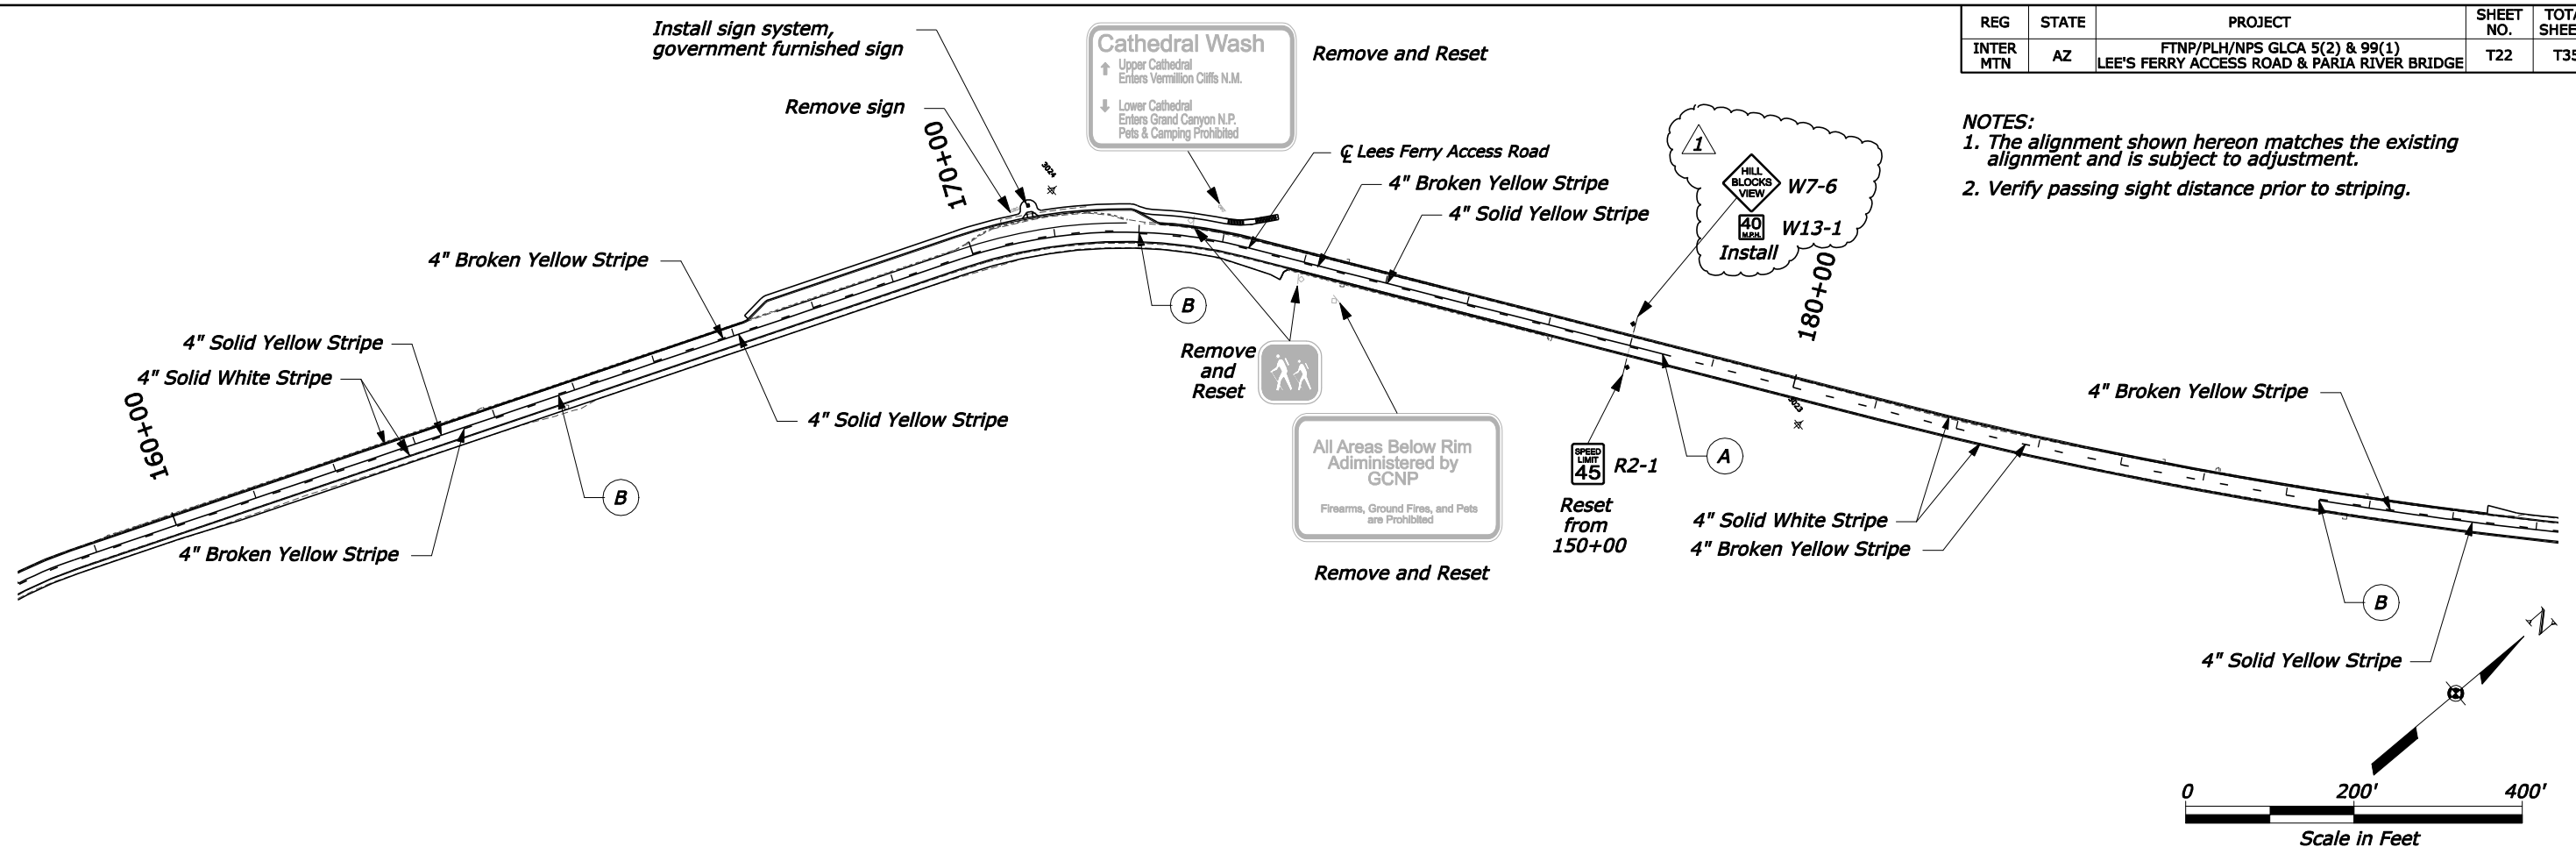 REG STATE PROJECT SHEET NO. TOTA SHEE
INTER MTN AZ FTNP/PLH/NPS GLCA 5(2) & 99(1) LEE'S FERRY ACCESS ROAD & PARIA RIVER BRIDGE T22 T35
NOTES:
1. The alignment shown hereon matches the existing
alignment and is subject to adjustment.
2. Verify passing sight distance prior to striping.
Install sign system,
government furnished sign
Remove sign
170+00
3024
Cathedral Wash
Upper Cathedral
Enters Vermillion Cliffs N.M.
Lower Cathedral
Enters Grand Canyon N.P.
Pets & Camping Prohibited
Remove and Reset
℄ Lees Ferry Access Road
4" Broken Yellow Stripe
4" Solid Yellow Stripe
1
HILL
BLOCKS
VIEW
W7-6
40
M.P.H.
W13-1
Install
180+00
4" Broken Yellow Stripe
4" Solid Yellow Stripe
4" Solid White Stripe
160+00
4" Broken Yellow Stripe
B
4" Solid Yellow Stripe
B
Remove
and
Reset
All Areas Below Rim
Adiministered by
GCNP
Firearms, Ground Fires, and Pets
are Prohibited
Remove and Reset
SPEED
LIMIT
45
R2-1
Reset
from
150+00
A
3023
4" Solid White Stripe
4" Broken Yellow Stripe
4" Broken Yellow Stripe
B
4" Solid Yellow Stripe
N
0 200' 400'
Scale in Feet